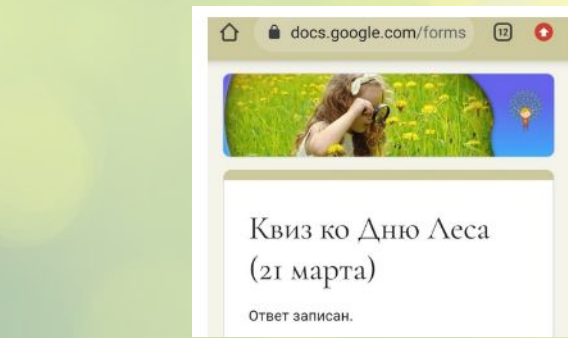 docs.google.com/forms
12
Квиз ко Дню Леса
(21 марта)
Ответ записан.